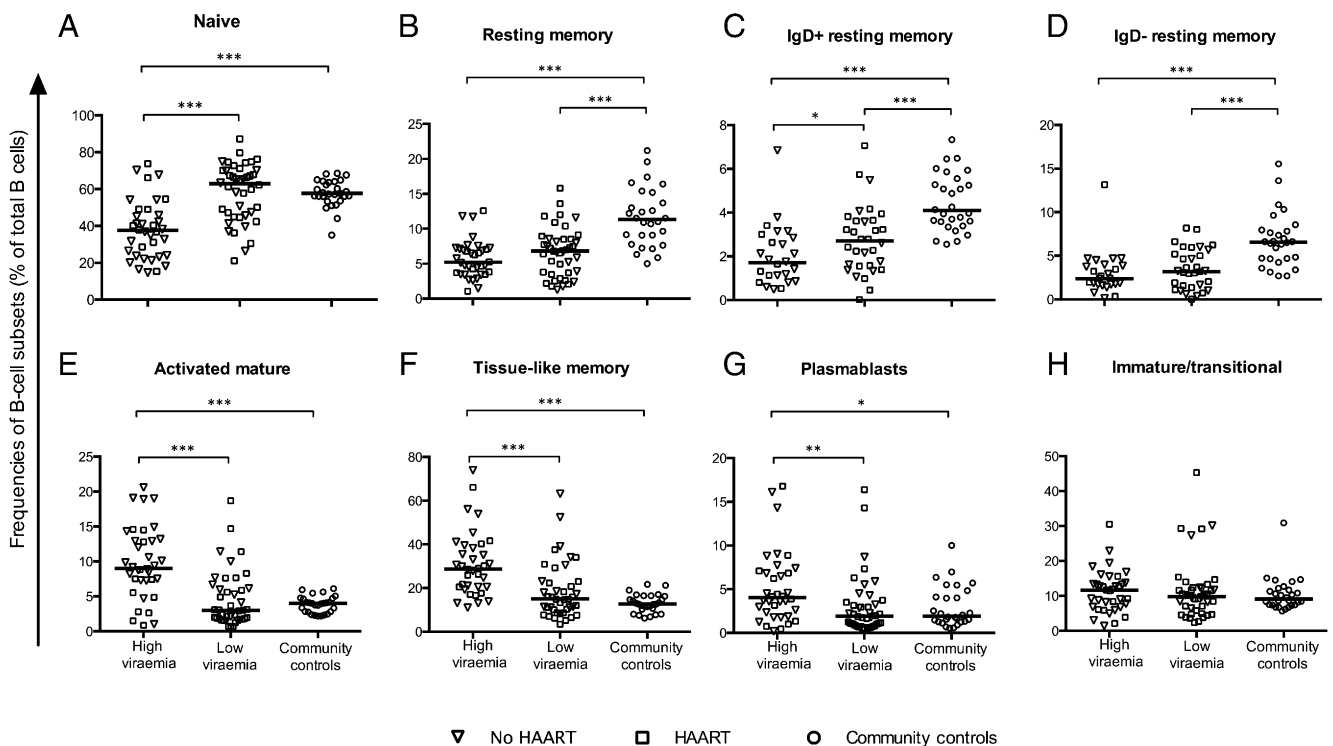 A Naive
B Resting memory
C IgD+ resting memory
D IgD- resting memory
Frequencies of B-cell subsets (% of total B cells)
***
***
100
80
60
40
20
0
***
***
25
20
15
10
5
0
***
*
***
8
6
4
2
0
***
***
20
15
10
5
0
E Activated mature
F Tissue-like memory
G Plasmablasts
H Immature/transitional
***
***
25
20
15
10
5
0
High viraemia
Low viraemia
Community controls
***
***
80
60
40
20
0
High viraemia
Low viraemia
Community controls
*
**
20
15
10
5
0
High viraemia
Low viraemia
Community controls
50
40
30
20
10
0
High viraemia
Low viraemia
Community controls
No HAART HAART Community controls